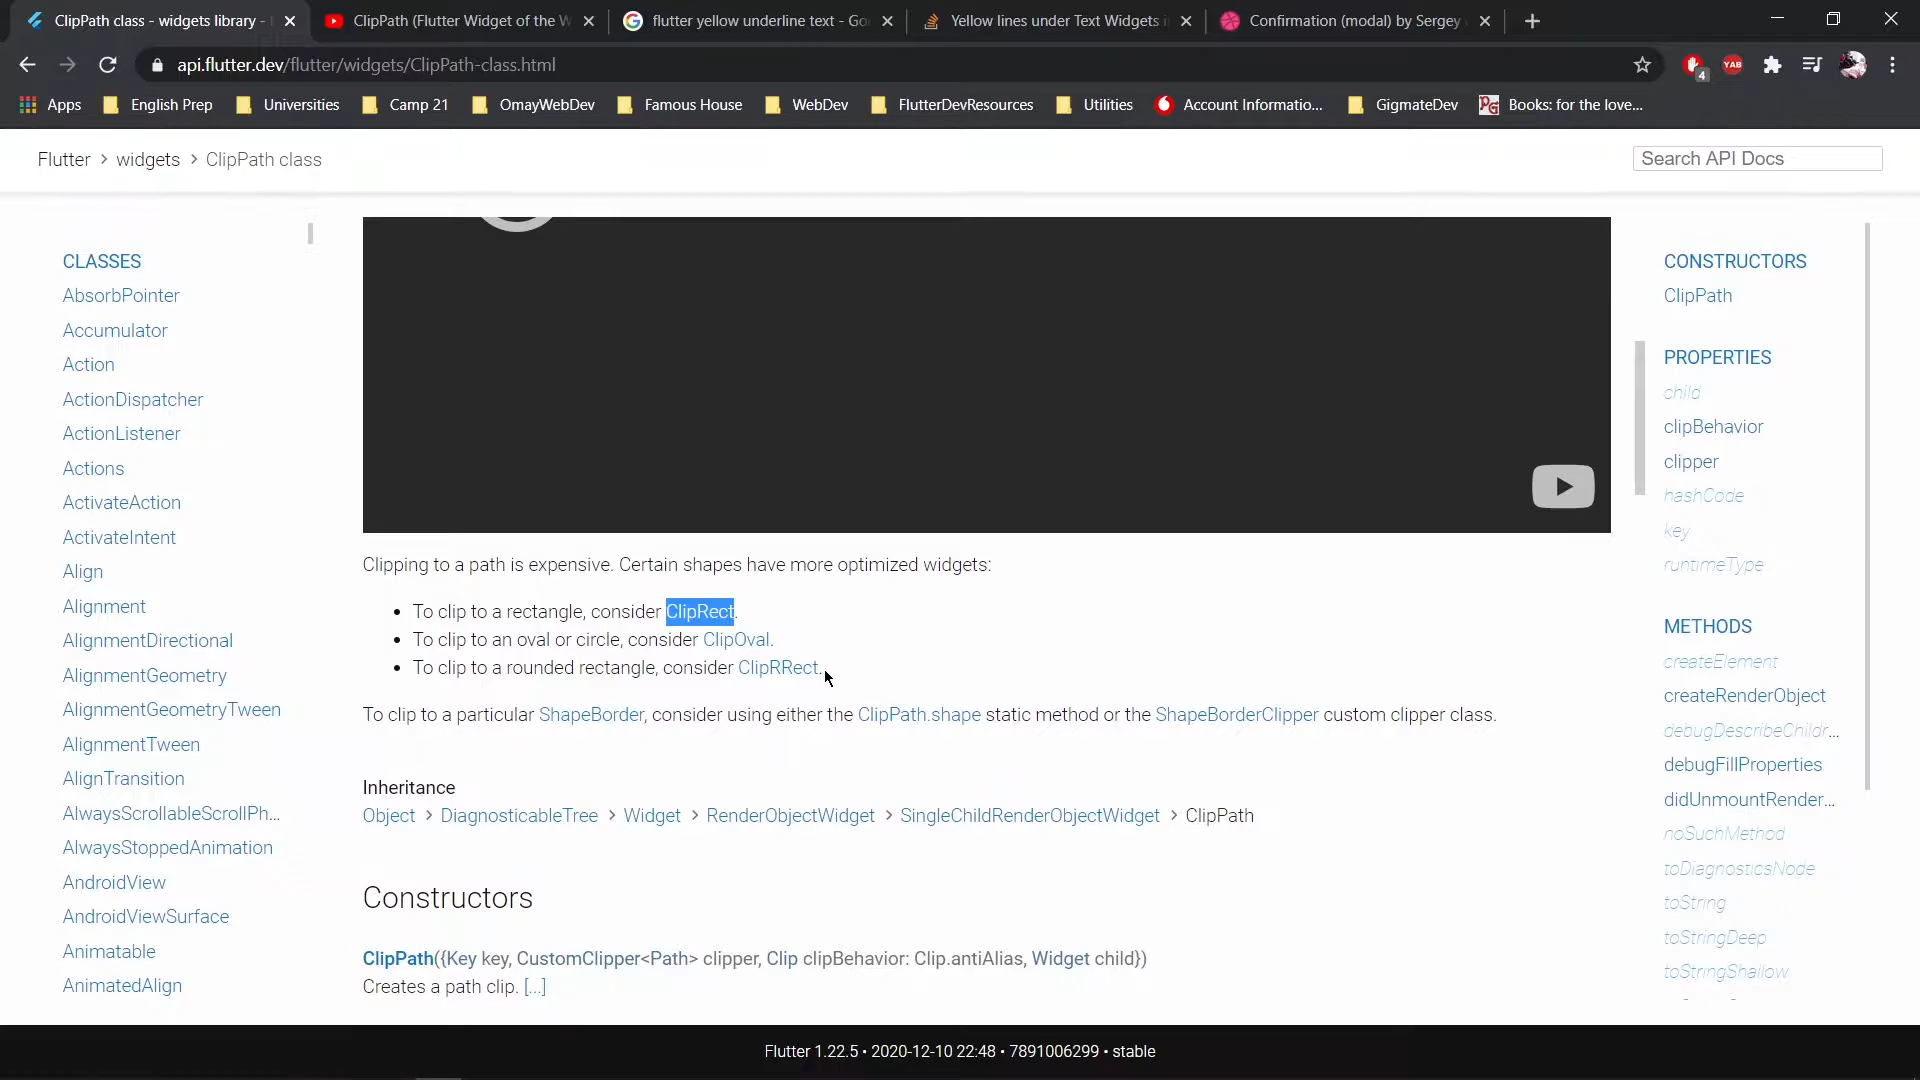 ClipPath class - widgets library -
ClipPath (Flutter Widget of the W
flutter yellow underline text - Go
Yellow lines under Text Widgets i
Confirmation (modal) by Sergey
api.flutter.dev/flutter/widgets/ClipPath-class.html
4
YAB
Apps
English Prep
Universities
Camp 21
OmayWebDev
Famous House
WebDev
FlutterDevResources
Utilities
Account Informatio...
GigmateDev
PG
Books: for the love...
Flutter > widgets > ClipPath class
Search API Docs
CLASSES
AbsorbPointer
Accumulator
Action
ActionDispatcher
ActionListener
Actions
ActivateAction
ActivateIntent
Align
Alignment
AlignmentDirectional
AlignmentGeometry
AlignmentGeometryTween
AlignmentTween
AlignTransition
AlwaysScrollableScrollPh...
AlwaysStoppedAnimation
AndroidView
AndroidViewSurface
Animatable
AnimatedAlign
Clipping to a path is expensive. Certain shapes have more optimized widgets:
• To clip to a rectangle, consider ClipRect.
• To clip to an oval or circle, consider ClipOval.
• To clip to a rounded rectangle, consider ClipRRect.
To clip to a particular ShapeBorder, consider using either the ClipPath.shape static method or the ShapeBorderClipper custom clipper class.
Inheritance
Object > DiagnosticableTree > Widget > RenderObjectWidget > SingleChildRenderObjectWidget > ClipPath
Constructors
ClipPath({Key key, CustomClipper<Path> clipper, Clip clipBehavior: Clip.antiAlias, Widget child})
Creates a path clip. [...]
CONSTRUCTORS
ClipPath
PROPERTIES
child
clipBehavior
clipper
hashCode
key
runtimeType
METHODS
createElement
createRenderObject
debugDescribeChildr...
debugFillProperties
didUnmountRender...
noSuchMethod
toDiagnosticsNode
toString
toStringDeep
toStringShallow
Flutter 1.22.5 • 2020-12-10 22:48 • 7891006299 • stable